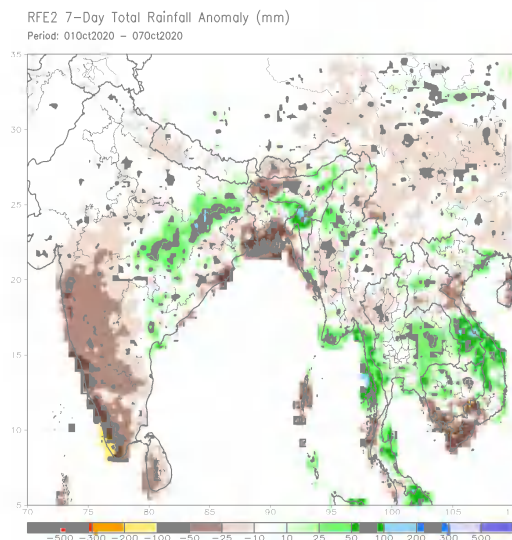 RFE2 7-Day Total Rainfall Anomaly (mm)
Period: 01Oct2020 - 07Oct2020
35
30
25
20
15
10
5
70 75 80 85 90 95 100 105
-500 -300 -200 -100 -50 -25 -10 10 25 50 100 200 300 500